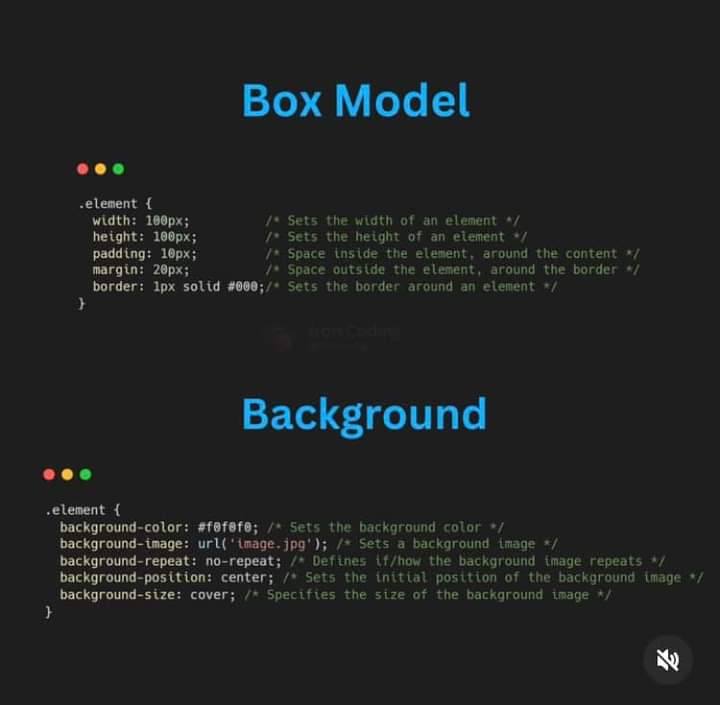 Box Model
.element {
width: 100px; /* Sets the width of an element */
height: 100px; /* Sets the height of an element */
padding: 10px; /* Space inside the element, around the content */
margin: 20px; /* Space outside the element, around the border */
border: 1px solid #000;/* Sets the border around an element */
}
Background
.element {
background-color: #f0f0f0; /* Sets the background color */
background-image: url('image.jpg'); /* Sets a background image */
background-repeat: no-repeat; /* Defines if/how the background image repeats */
background-position: center; /* Sets the initial position of the background image */
background-size: cover; /* Specifies the size of the background image */
}